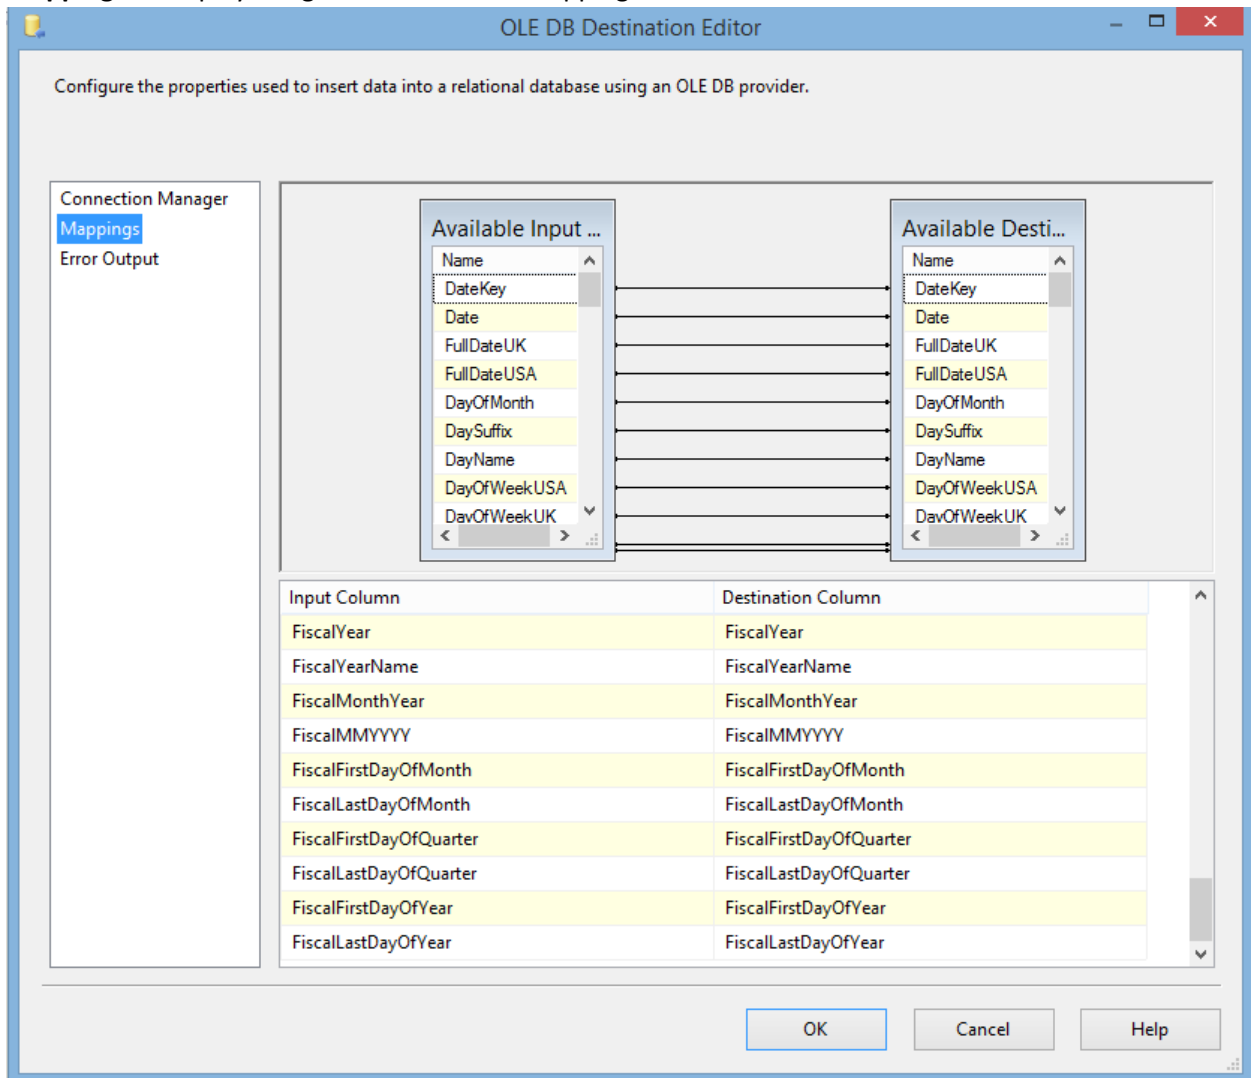 OLE DB Destination Editor
Configure the properties used to insert data into a relational database using an OLE DB provider.
Connection Manager
Mappings
Error Output
Available Input ...
Name
DateKey
Date
FullDateUK
FullDateUSA
DayOfMonth
DaySuffix
DayName
DayOfWeekUSA
DayOfWeekUK
Available Desti...
Name
DateKey
Date
FullDateUK
FullDateUSA
DayOfMonth
DaySuffix
DayName
DayOfWeekUSA
DayOfWeekUK
Input Column Destination Column
FiscalYear FiscalYear
FiscalYearName FiscalYearName
FiscalMonthYear FiscalMonthYear
FiscalMMYYYY FiscalMMYYYY
FiscalFirstDayOfMonth FiscalFirstDayOfMonth
FiscalLastDayOfMonth FiscalLastDayOfMonth
FiscalFirstDayOfQuarter FiscalFirstDayOfQuarter
FiscalLastDayOfQuarter FiscalLastDayOfQuarter
FiscalFirstDayOfYear FiscalFirstDayOfYear
FiscalLastDayOfYear FiscalLastDayOfYear
OK Cancel Help